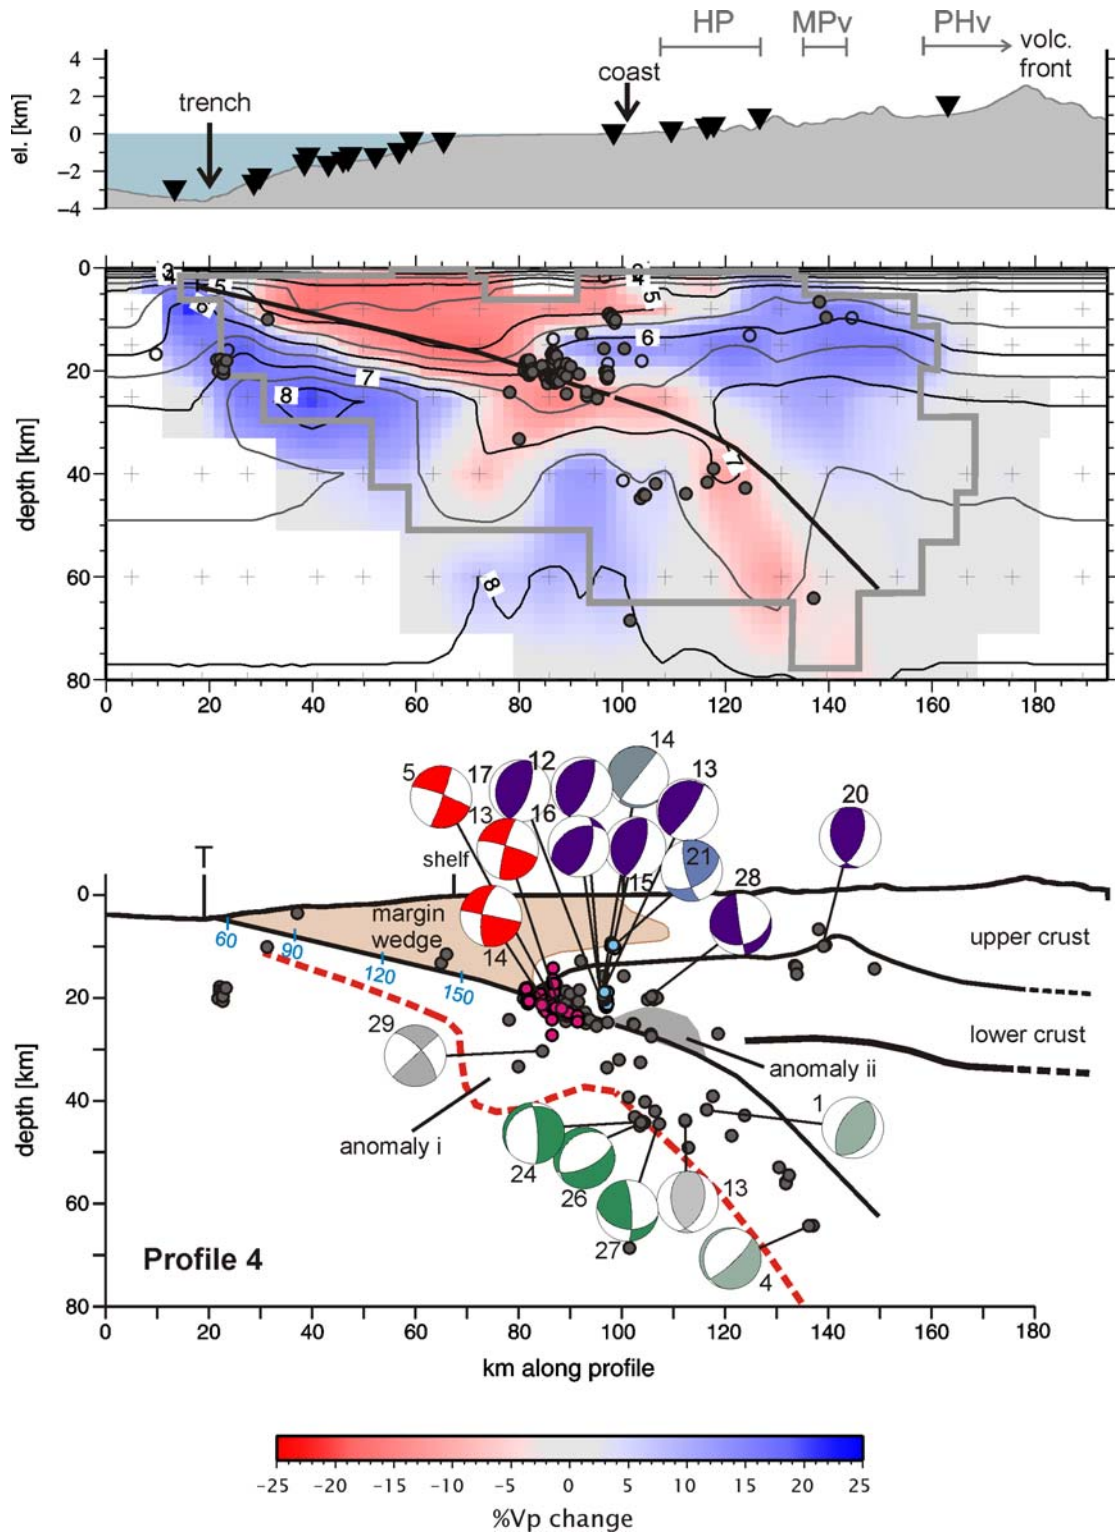 HP MPv PHv
volc.
front
coast
trench
el. [km]
4
2
0
-2
-4
depth [km]
0
20
40
60
80
3
5
6
5
6
7
8
7
8
0 20 40 60 80 100 120 140 160 180
14
5 17 12 13
13 16 20
T shelf 21
15 28
0
margin
wedge
60 90 120 150
14
upper crust
20
29
lower crust
anomaly ii
40
anomaly i
1
24
26 13
60
27
4
Profile 4
80
depth [km]
0 20 40 60 80 100 120 140 160 180
km along profile
-25 -20 -15 -10 -5 0 5 10 15 20 25
%Vp change